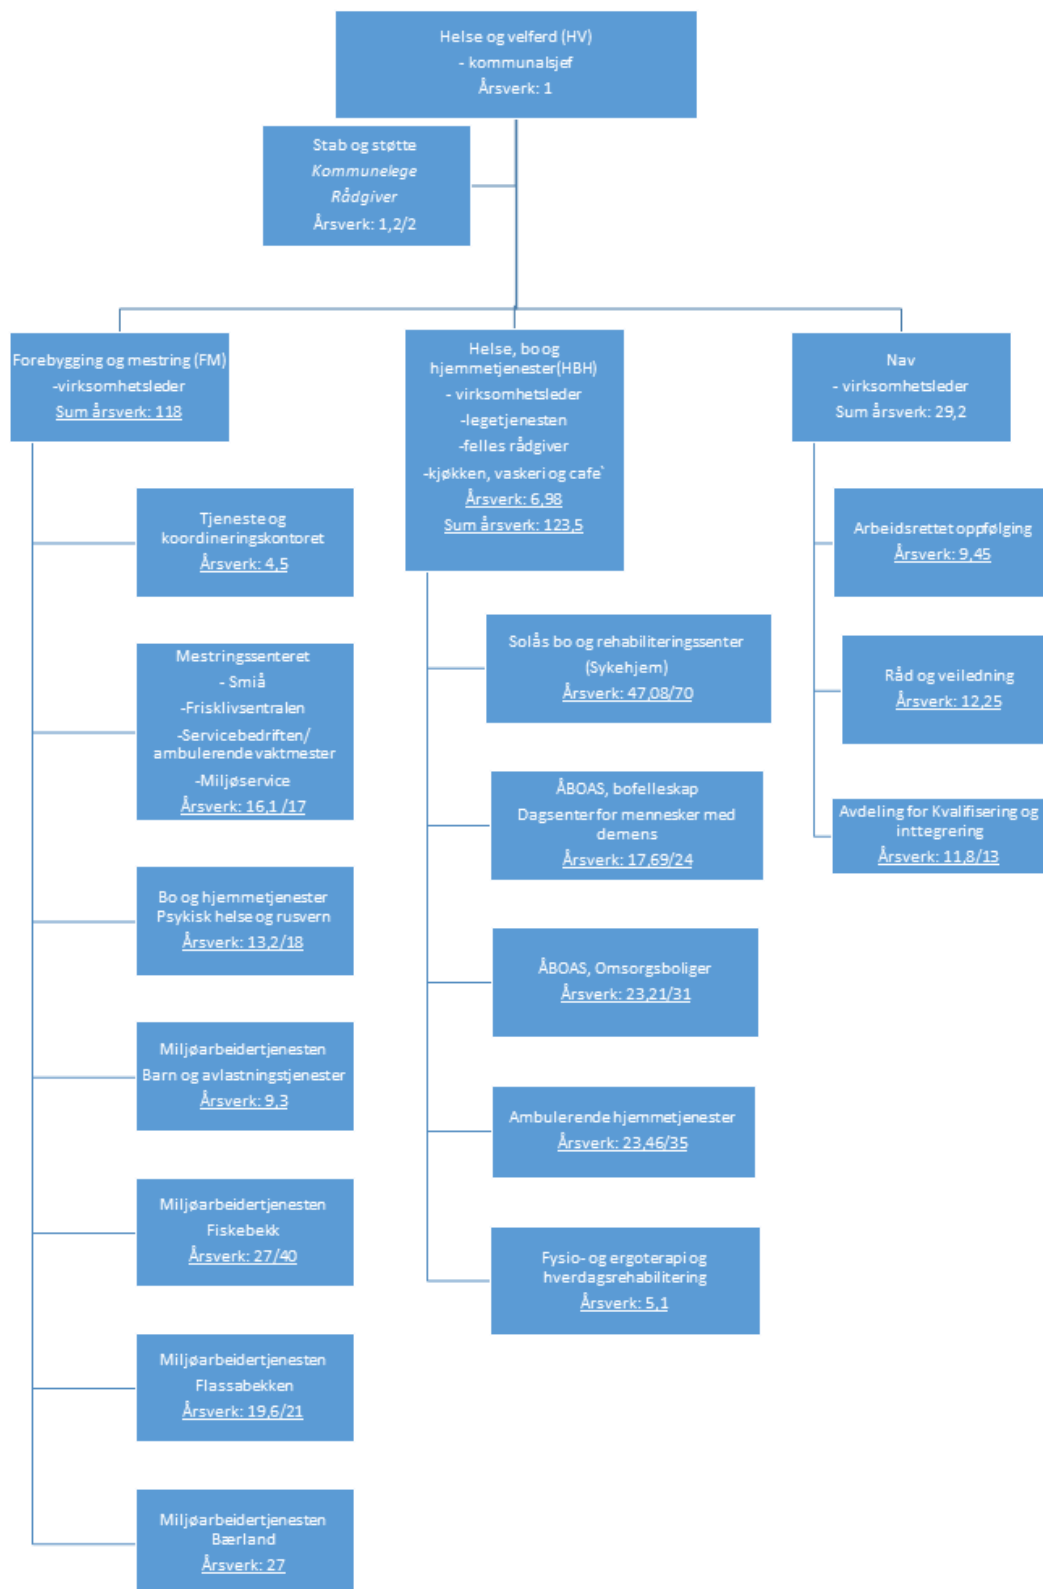 Helse og velferd (HV)
- kommunalsjef
Årsverk: 1
Stab og støtte
Kommunelege
Rådgiver
Årsverk: 1,2/2
Forebygging og mestring (FM)
-virksomhetsleder
Sum årsverk: 118
Tjeneste og
koordineringskontoret
Årsverk: 4,5
Mestringssenteret
- Smiå
-Frisklivsentralen
-Servicebedriften/
ambulerende vaktmester
-Miljøservice
Årsverk: 16,1 /17
Bo og hjemmetjenester
Psykisk helse og rusvern
Årsverk: 13,2/18
Miljøarbeidertjenesten
Barn og avlastningstjenester
Årsverk: 9,3
Miljøarbeidertjenesten
Fiskebekk
Årsverk: 27/40
Miljøarbeidertjenesten
Flassabekken
Årsverk: 19,6/21
Miljøarbeidertjenesten
Bærland
Årsverk: 27
Helse, bo og
hjemmetjenester(HBH)
- virksomhetsleder
-legetjenesten
-felles rådgiver
-kjøkken, vaskeri og cafe`
Årsverk: 6,98
Sum årsverk: 123,5
Solås bo og rehabiliteringssenter
(Sykehjem)
Årsverk: 47,08/70
ÅBOAS, bofelleskap
Dagsenter for mennesker med
demens
Årsverk: 17,69/24
ÅBOAS, Omsorgsboliger
Årsverk: 23,21/31
Ambulerende hjemmetjenester
Årsverk: 23,46/35
Fysio- og ergoterapi og
hverdagsrehabilitering
Årsverk: 5,1
Nav
- virksomhetsleder
Sum årsverk: 29,2
Arbeidsrettet oppfølging
Årsverk: 9,45
Råd og veiledning
Årsverk: 12,25
Avdeling for Kvalifisering og
inttegrering
Årsverk: 11,8/13